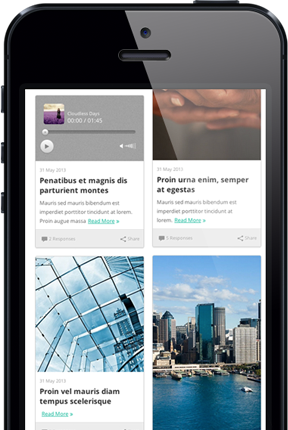 Cloudless Days
00:00 / 01:45
31 May 2013
Penatibus et magnis dis
parturient montes
Mauris sed mauris bibendum est
imperdiet porttitor tincidunt at lorem.
Proin augue massa Read More »
5 Responses
Share
31 May 2013
Proin urna enim, semper
at egestas
Mauris sed mauris bibendum est
imperdiet porttitor tincidunt at
lorem. Read More »
5 Responses
Share
31 May 2013
Proin vel mauris diam
tempus scelerisque
Read More »